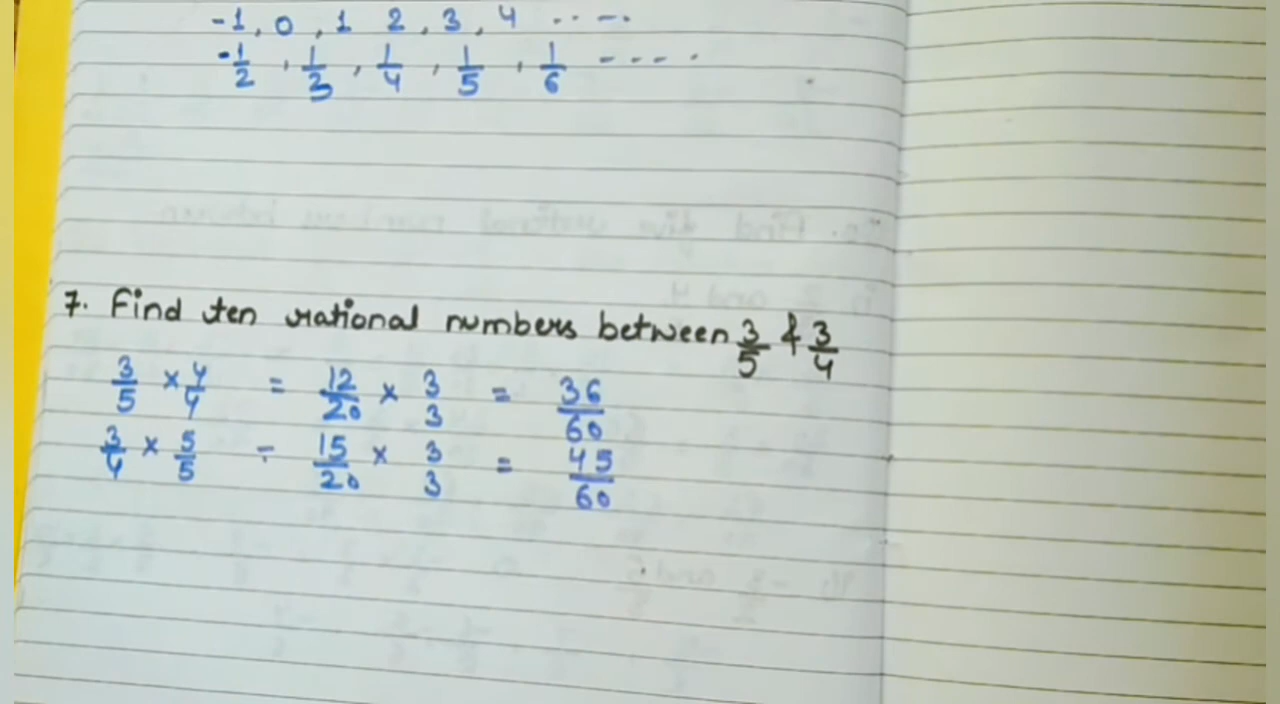 -1, 0, 1 2, 3, 4 .....
-1/2, 1/3, 1/4, 1/5, 1/6 ----.
7. Find ten rational numbers between 3/5 & 3/4
3/5 × 4/4 = 12/20 × 3/3 = 36/60
3/4 × 5/5 = 15/20 × 3/3 = 45/60